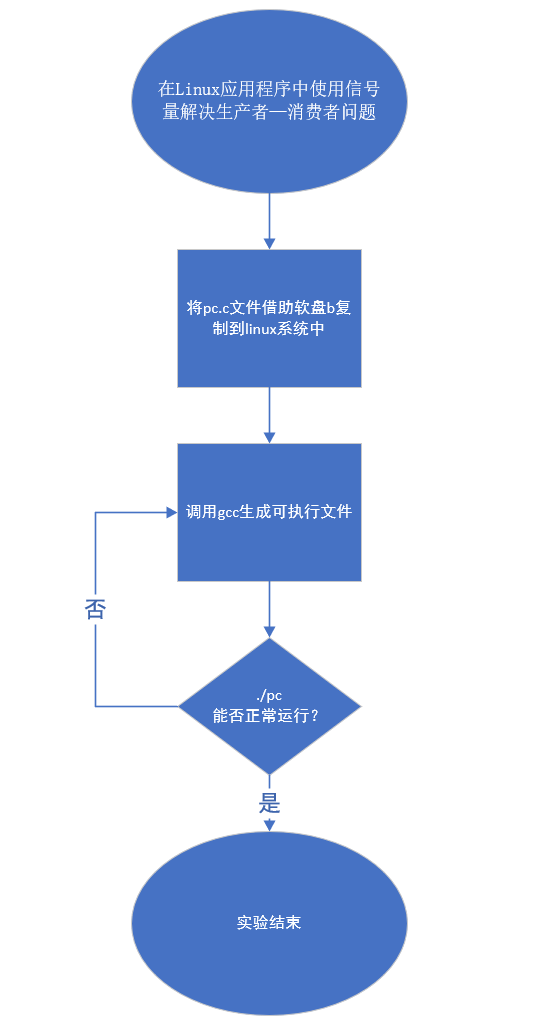 在Linux应用程序中使用信号
量解决生产者—消费者问题
将pc.c文件借助软盘b复
制到linux系统中
调用gcc生成可执行文件
否
./pc
能否正常运行？
是
实验结束